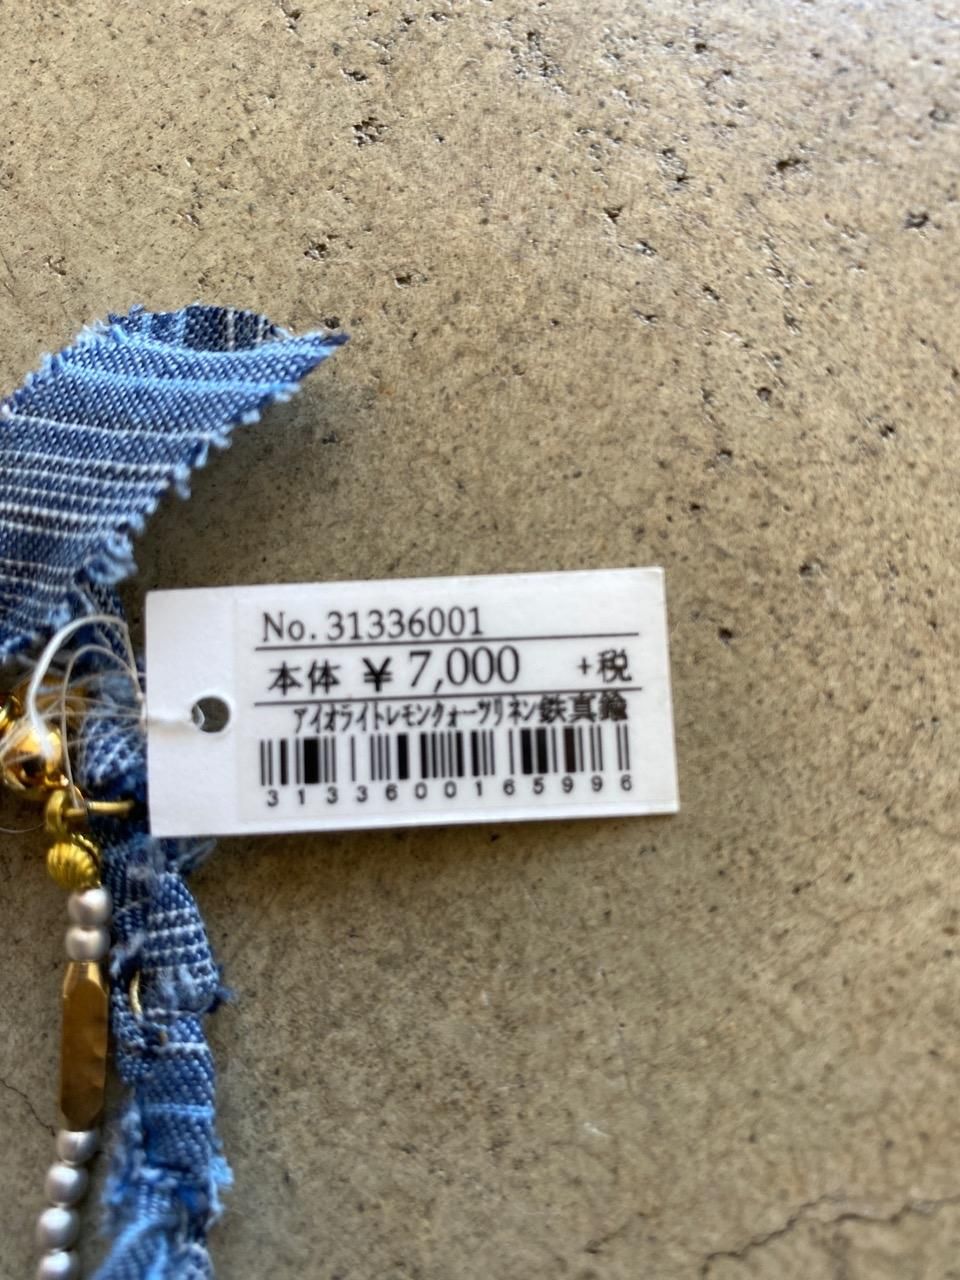 No. 31336001
本体 ¥ 7,000 +税
アイオライトレモンクォーツリネン鉄真鍮
3133600165996